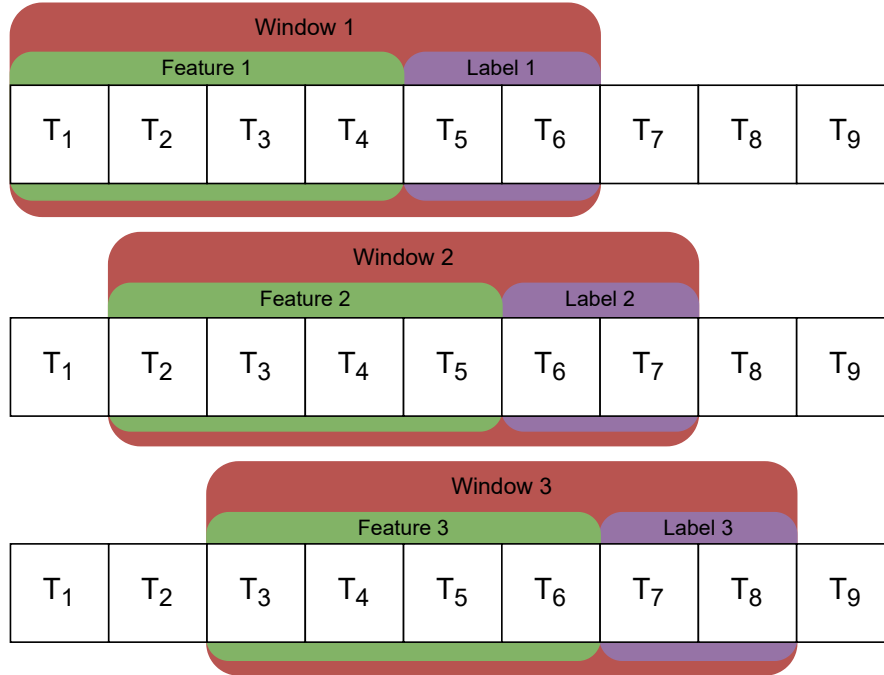 Window 1
Feature 1 Label 1
T1 T2 T3 T4 T5 T6 T7 T8 T9
Window 2
Feature 2 Label 2
T1 T2 T3 T4 T5 T6 T7 T8 T9
Window 3
Feature 3 Label 3
T1 T2 T3 T4 T5 T6 T7 T8 T9